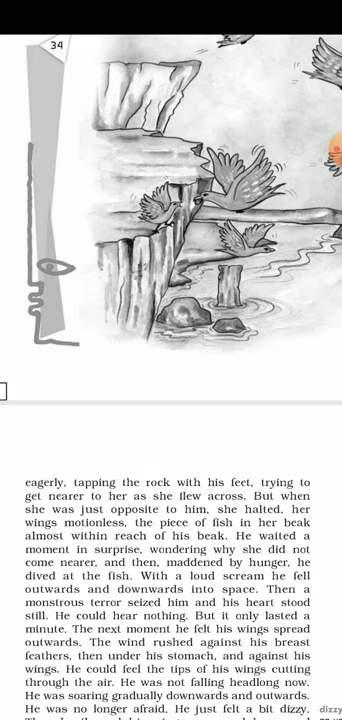 34
eagerly, tapping the rock with his feet, trying to
get nearer to her as she flew across. But when
she was just opposite to him, she halted, her
wings motionless, the piece of fish in her beak
almost within reach of his beak. He waited a
moment in surprise, wondering why she did not
come nearer, and then, maddened by hunger, he
dived at the fish. With a loud scream he fell
outwards and downwards into space. Then a
monstrous terror seized him and his heart stood
still. He could hear nothing. But it only lasted a
minute. The next moment he felt his wings spread
outwards. The wind rushed against his breast
feathers, then under his stomach, and against his
wings. He could feel the tips of his wings cutting
through the air. He was not falling headlong now.
He was soaring gradually downwards and outwards.
He was no longer afraid. He just felt a bit dizzy. dizzy